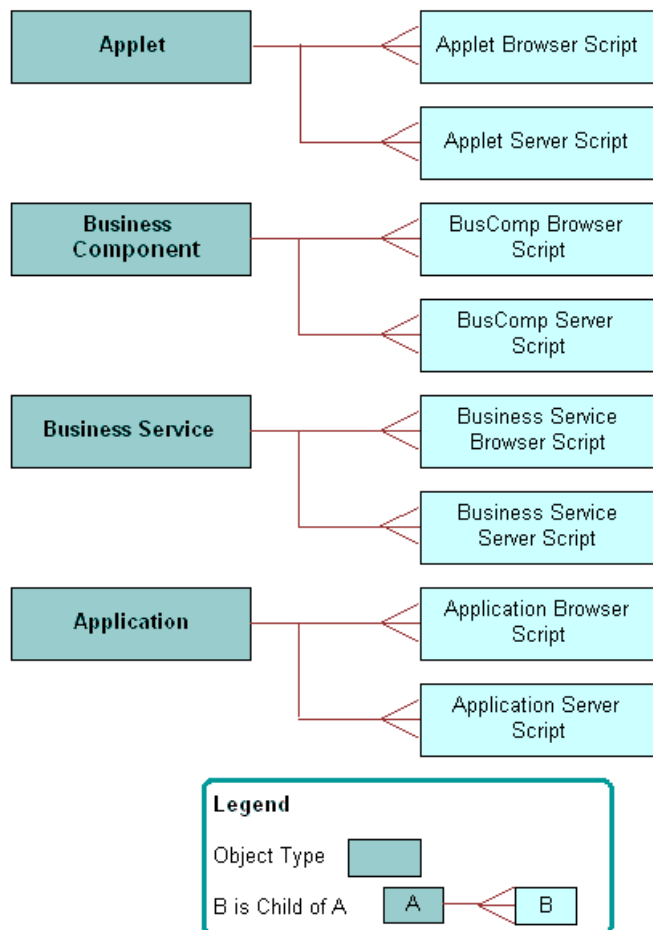 Applet
Applet Browser Script
Applet Server Script
Business
Component
BusComp Browser
Script
BusComp Server
Script
Business Service
Business Service
Browser Script
Business Service
Server Script
Application
Application Browser
Script
Application Server
Script
Legend
Object Type
B is Child of A
A
B